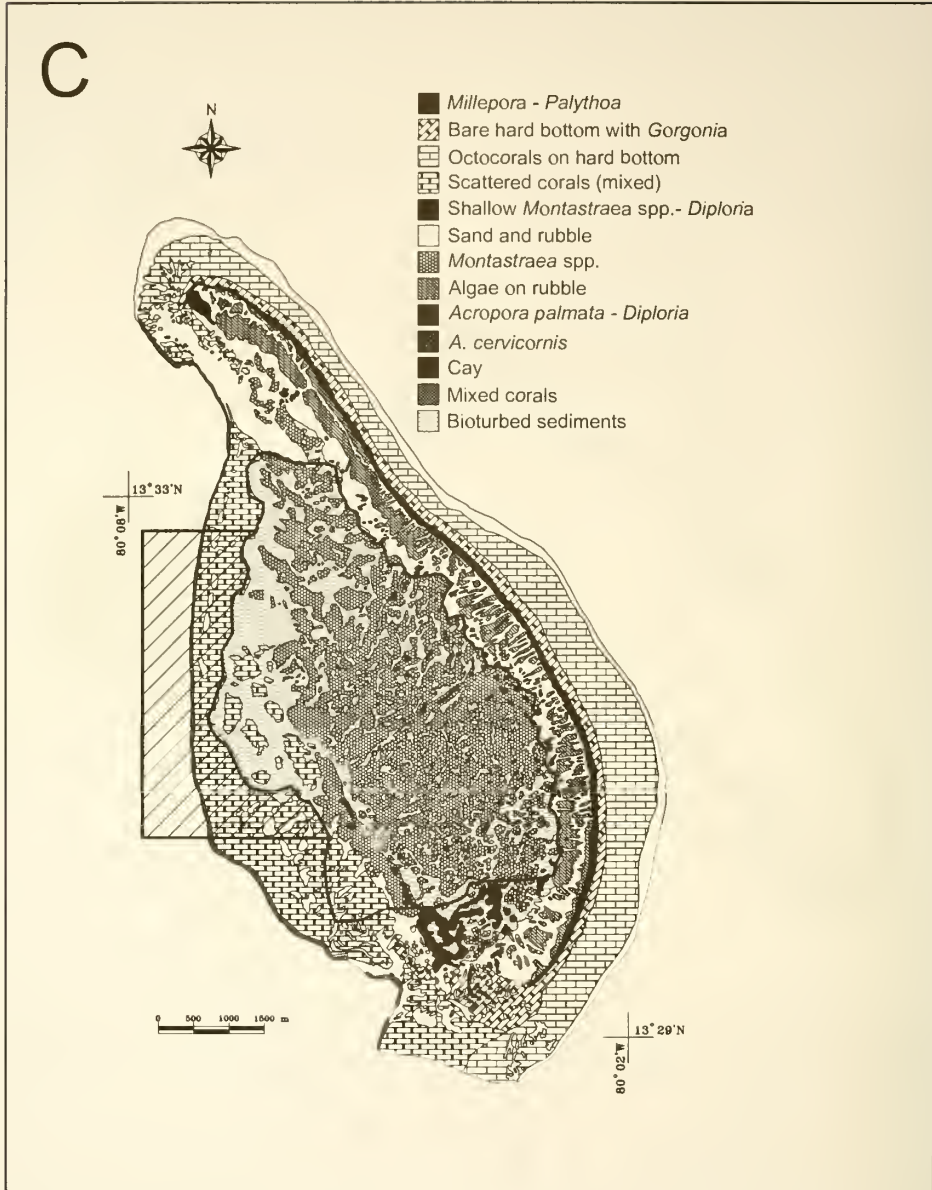 C
N
Millepora - Palythoa
Bare hard bottom with Gorgonia
Octocorals on hard bottom
Scattered corals (mixed)
Shallow Montastraea spp.- Diploria
Sand and rubble
Montastraea spp.
Algae on rubble
Acropora palmata - Diploria
A. cervicornis
Cay
Mixed corals
Bioturbed sediments
13°33'N
80°08'W
0 500 1000 1500 m
13°29'N
80°02'W